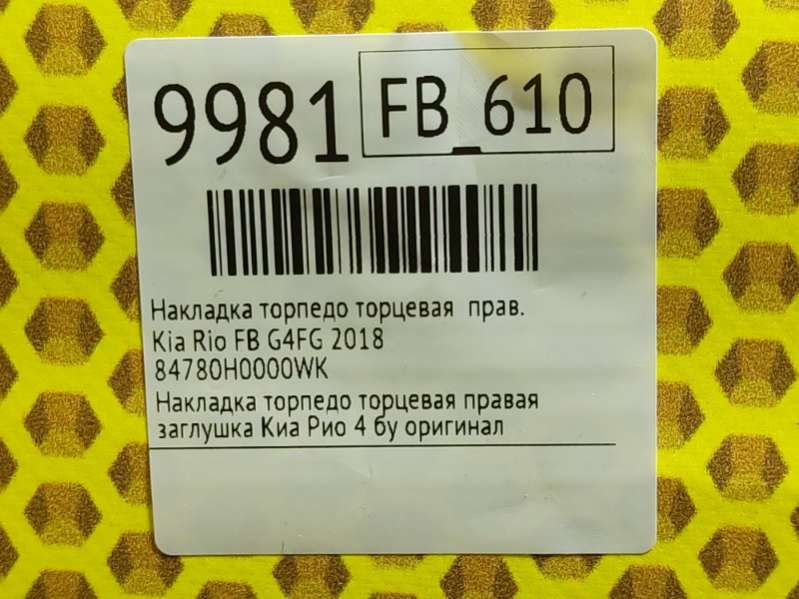 9981 FB_610
Накладка торпедо торцевая прав.
Kia Rio FB G4FG 2018
84780H0000WK
Накладка торпедо торцевая правая
заглушка Киа Рио 4 бу оригинал